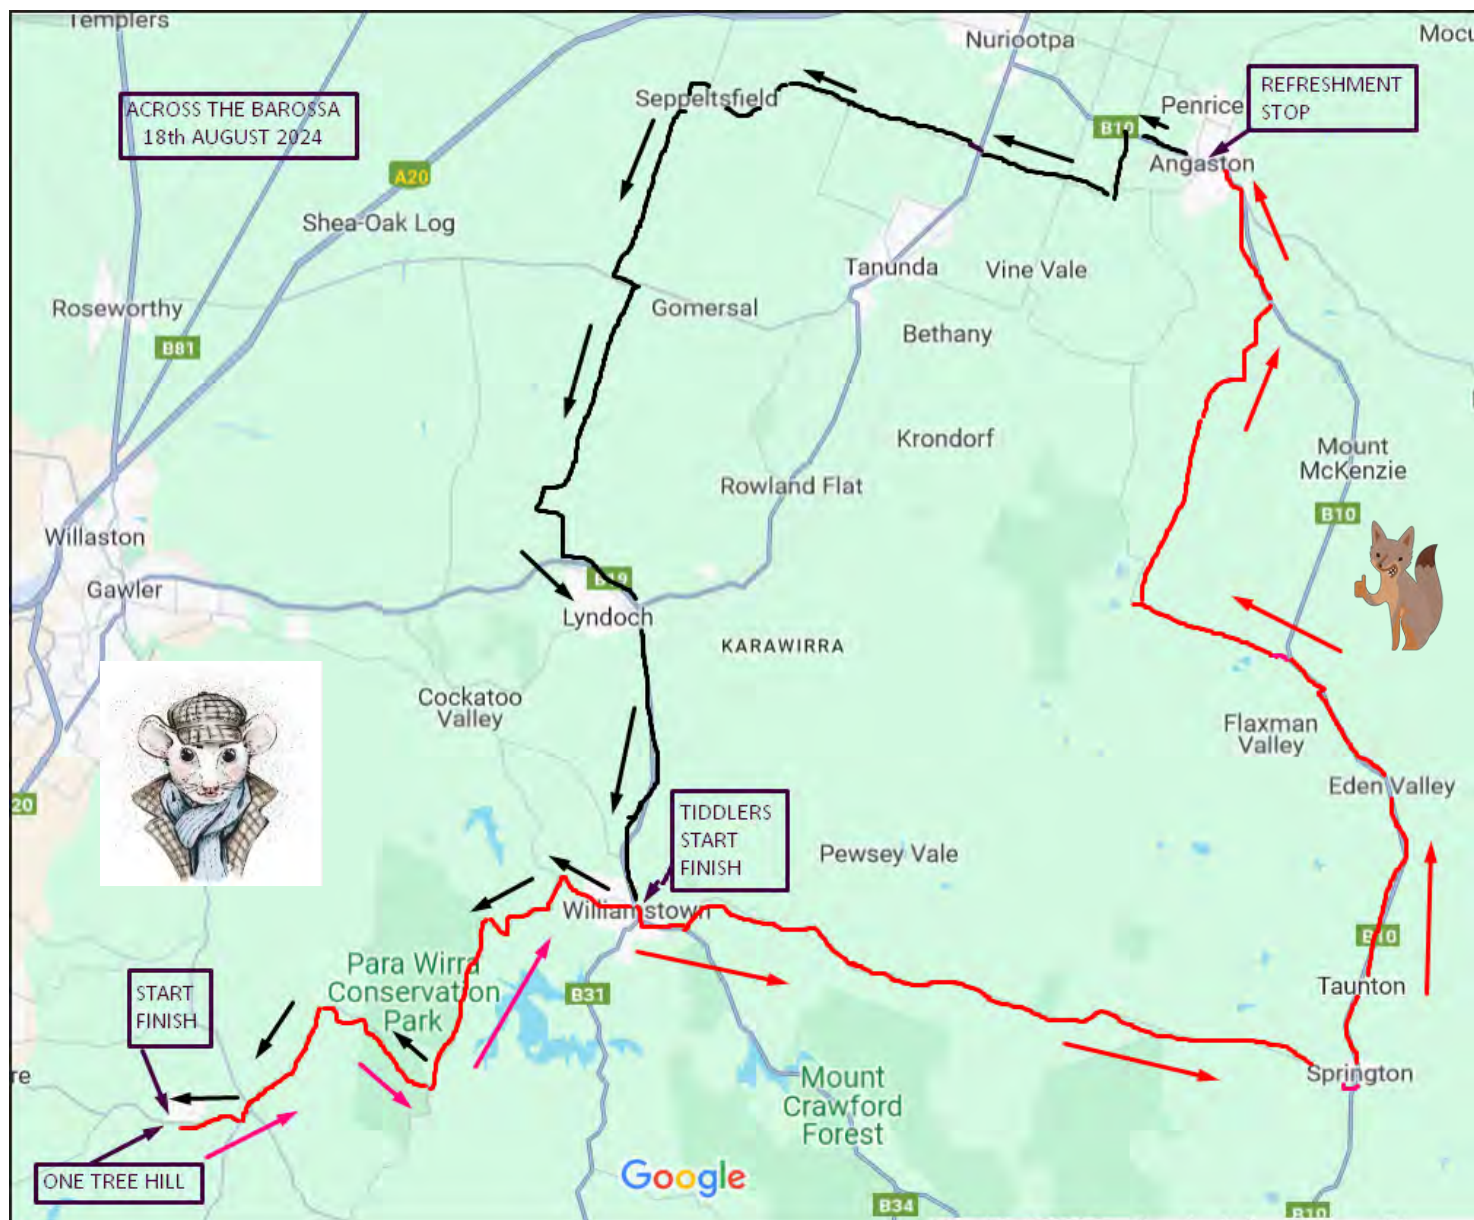 Templers
Nuriootpa
Mocu
ACROSS THE BAROSSA
18th AUGUST 2024
Seppeltsfield
Penrice
REFRESHMENT
STOP
B10
Angaston
A20
Shea-Oak Log
Tanunda
Vine Vale
Roseworthy
Gomersal
Bethany
B81
Krondorf
Mount
McKenzie
Rowland Flat
B10
Willaston
Gawler
B19
Lyndoch
KARAWIRRA
Cockatoo
Valley
Flaxman
Valley
Eden Valley
20
TIDDLERS
START
FINISH
Pewsey Vale
Williamstown
B10
Para Wirra
Conservation
Park
START
FINISH
B31
Taunton
re
Springton
Mount
Crawford
Forest
ONE TREE HILL
Google
B34
B10